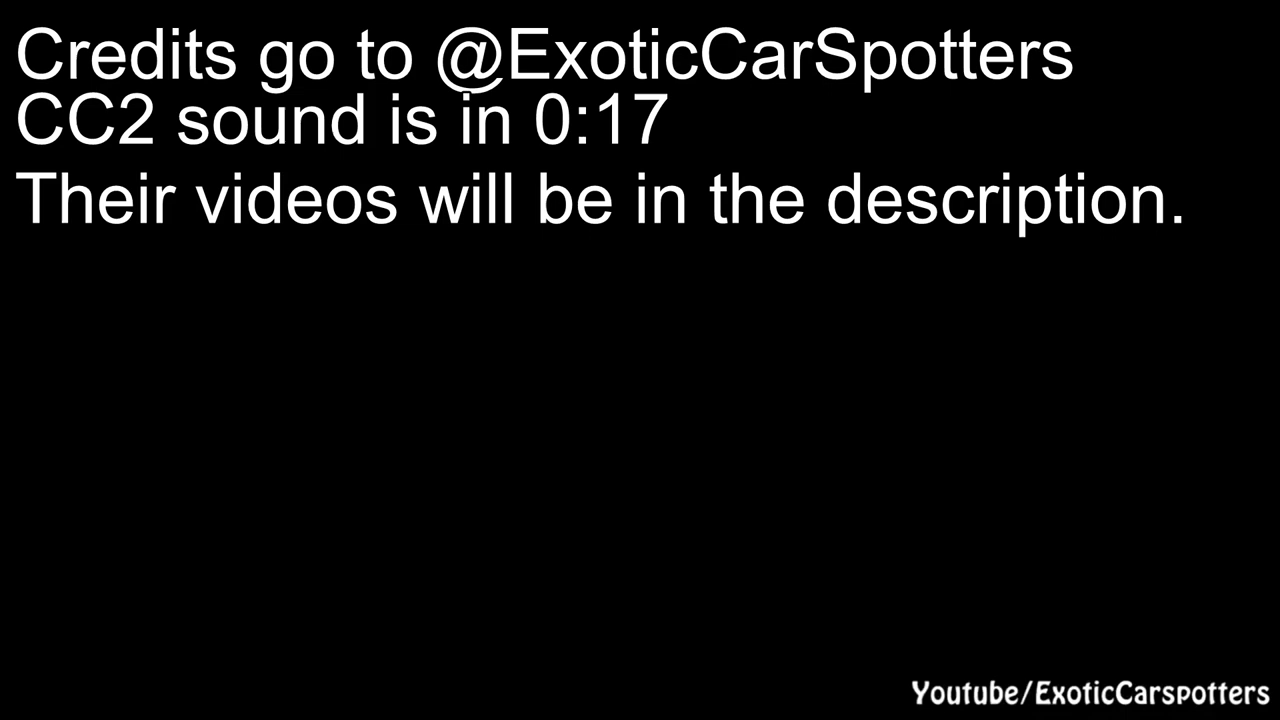 Credits go to @ExoticCarSpotters
CC2 sound is in 0:17
Their videos will be in the description.
Youtube/ExoticCarspotters